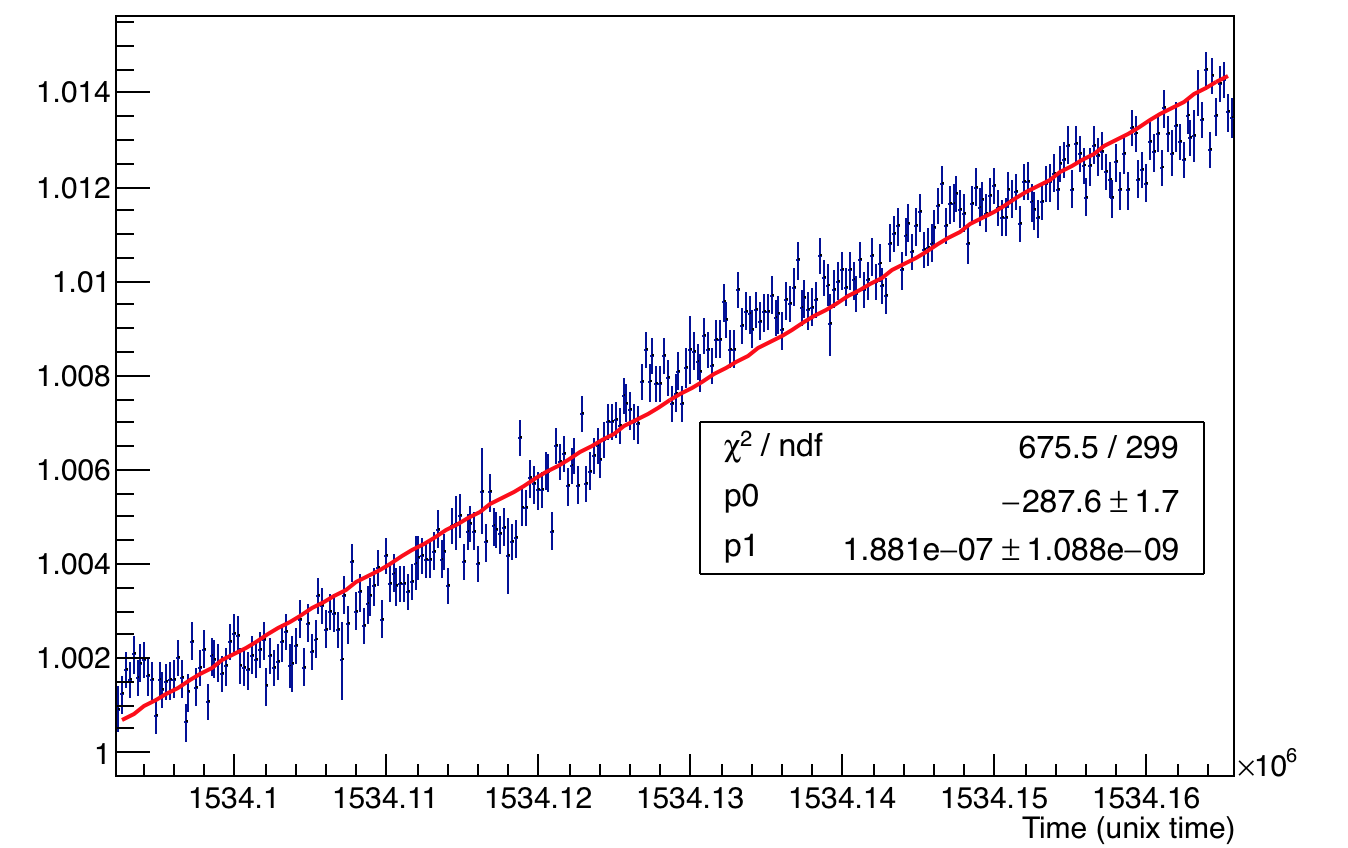 1.014
1.012
1.01
1.008
1.006
1.004
1.002
1
χ² / ndf 675.5 / 299
p0 −287.6 ± 1.7
p1 1.881e−07 ± 1.088e−09
1534.1 1534.11 1534.12 1534.13 1534.14 1534.15 1534.16 ×10⁶
Time (unix time)